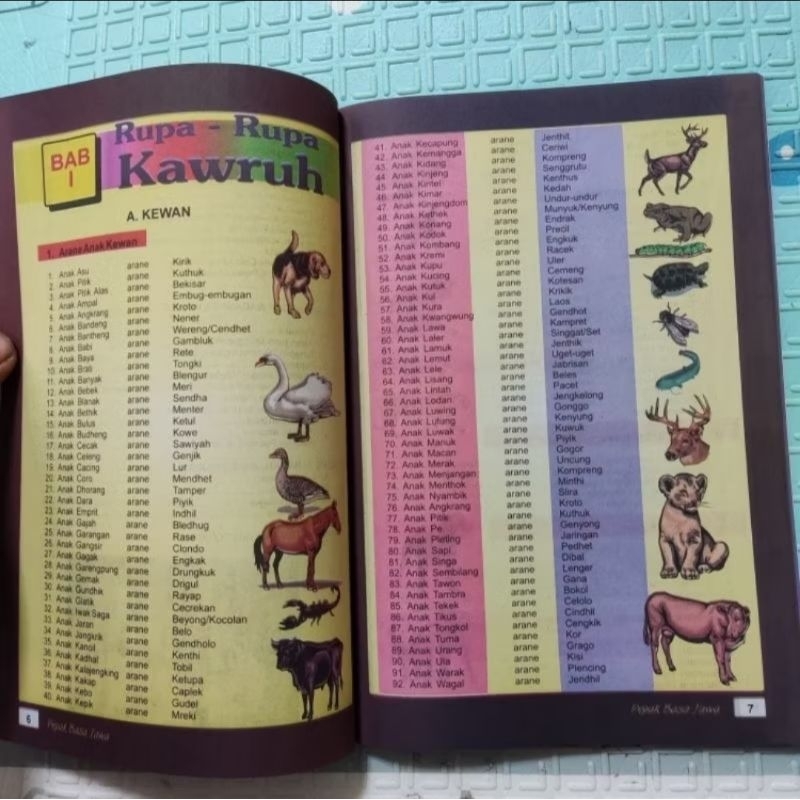 BAB I
Rupa - Rupa
Kawruh
A. KEWAN
1. Arane Anak Kewan
1. Anak Asu arane Kirik
2. Anak Pitik arane Kuthuk
3. Anak Pitik Alas arane Bekisar
4. Anak Ampal arane Embug-embugan
5. Anak Angkrang arane Kroto
6. Anak Bandeng arane Nener
7. Anak Bantheng arane Wereng/Cendhet
8. Anak Babi arane Gambluk
9. Anak Baya arane Rete
10. Anak Brati arane Tongki
11. Anak Banyak arane Blengur
12. Anak Bebek arane Meri
13. Anak Blanak arane Sendha
14. Anak Bethik arane Menter
15. Anak Bulus arane Ketul
16. Anak Budheng arane Kowe
17. Anak Cecak arane Sawiyah
18. Anak Celeng arane Genjik
19. Anak Cacing arane Lur
20. Anak Coro arane Mendhet
21. Anak Dhorang arane Tamper
22. Anak Dara arane Piyik
23. Anak Emprit arane Indhil
24. Anak Gajah arane Bledhug
25. Anak Garangan arane Rase
26. Anak Gangsir arane Clondo
27. Anak Gagak arane Engkak
28. Anak Garengpung arane Drungkuk
29. Anak Gemak arane Drigul
30. Anak Gundhik arane Rayap
31. Anak Glatik arane Cecrekan
32. Anak Iwak Saga arane Beyong/Kocolan
33. Anak Jaran arane Belo
34. Anak Jangkrik arane Gendholo
35. Anak Kancil arane Kenthi
36. Anak Kadhal arane Tobil
37. Anak Kalajengking arane Ketupa
38. Anak Kakap arane Caplek
39. Anak Kebo arane Gudel
40. Anak Kepik arane Mreki
6 Pepak Basa Jawa
41. Anak Kecapung arane Jenthit
42. Anak Kemangga arane Ceriwi
43. Anak Kidang arane Kompreng
44. Anak Kinjeng arane Senggrutu
45. Anak Kintel arane Kenthus
46. Anak Kimar arane Kedah
47. Anak Kinjengdom arane Undur-undur
48. Anak Kethek arane Munyuk/Kenyung
49. Anak Konang arane Endrak
50. Anak Kodok arane Precil
51. Anak Kombang arane Engkuk
52. Anak Kremi arane Racek
53. Anak Kupu arane Uler
54. Anak Kucing arane Cemeng
55. Anak Kutuk arane Kotesan
56. Anak Kul arane Krikik
57. Anak Kura arane Laos
58. Anak Kwangwung arane Gendhot
59. Anak Lawa arane Kampret
60. Anak Laler arane Singgat/Set
61. Anak Lamuk arane Jenthik
62. Anak Lemut arane Uget-uget
63. Anak Lele arane Jabrisan
64. Anak Lisang arane Beles
65. Anak Lintah arane Pacet
66. Anak Lodan arane Jengkelong
67. Anak Luwing arane Gonggo
68. Anak Lutung arane Kenyung
69. Anak Luwak arane Kuwuk
70. Anak Manuk arane Piyik
71. Anak Macan arane Gogor
72. Anak Merak arane Uncung
73. Anak Menjangan arane Kompreng
74. Anak Menthok arane Minthi
75. Anak Nyambik arane Slira
76. Anak Angkrang arane Kroto
77. Anak Pitik arane Kuthuk
78. Anak Pe arane Genyong
79. Anak Pleting arane Jaringan
80. Anak Sapi arane Pedhet
81. Anak Singa arane Dibal
82. Anak Sembilang arane Lenger
83. Anak Tawon arane Gana
84. Anak Tambra arane Bokol
85. Anak Tekek arane Celolo
86. Anak Tikus arane Cindhil
87. Anak Tongkol arane Cengkik
88. Anak Tuma arane Kor
89. Anak Urang arane Grago
90. Anak Ula arane Kisi
91. Anak Warak arane Plencing
92. Anak Wagal arane Jendhil
Pepak Basa Jawa 7